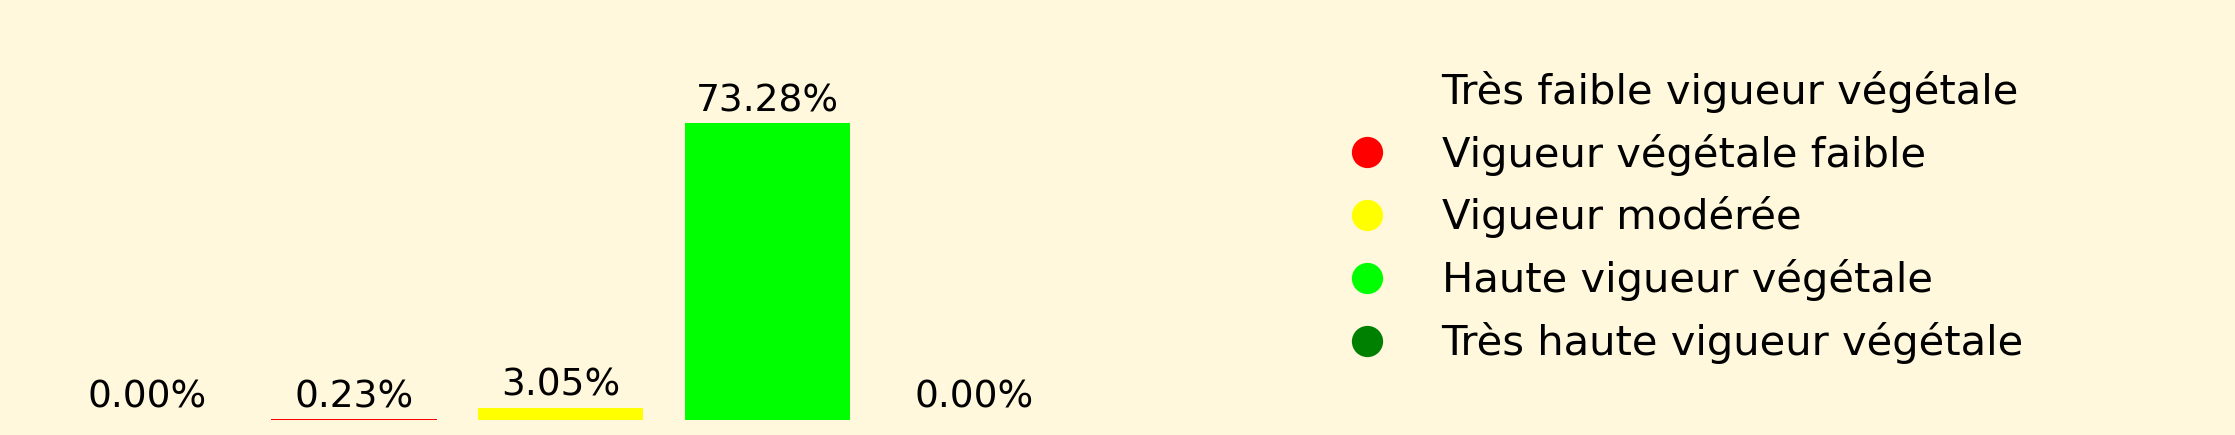 73.28%
3.05%
0.00%
0.23%
0.00%
Très faible vigueur végétale
Vigueur végétale faible
Vigueur modérée
Haute vigueur végétale
Très haute vigueur végétale